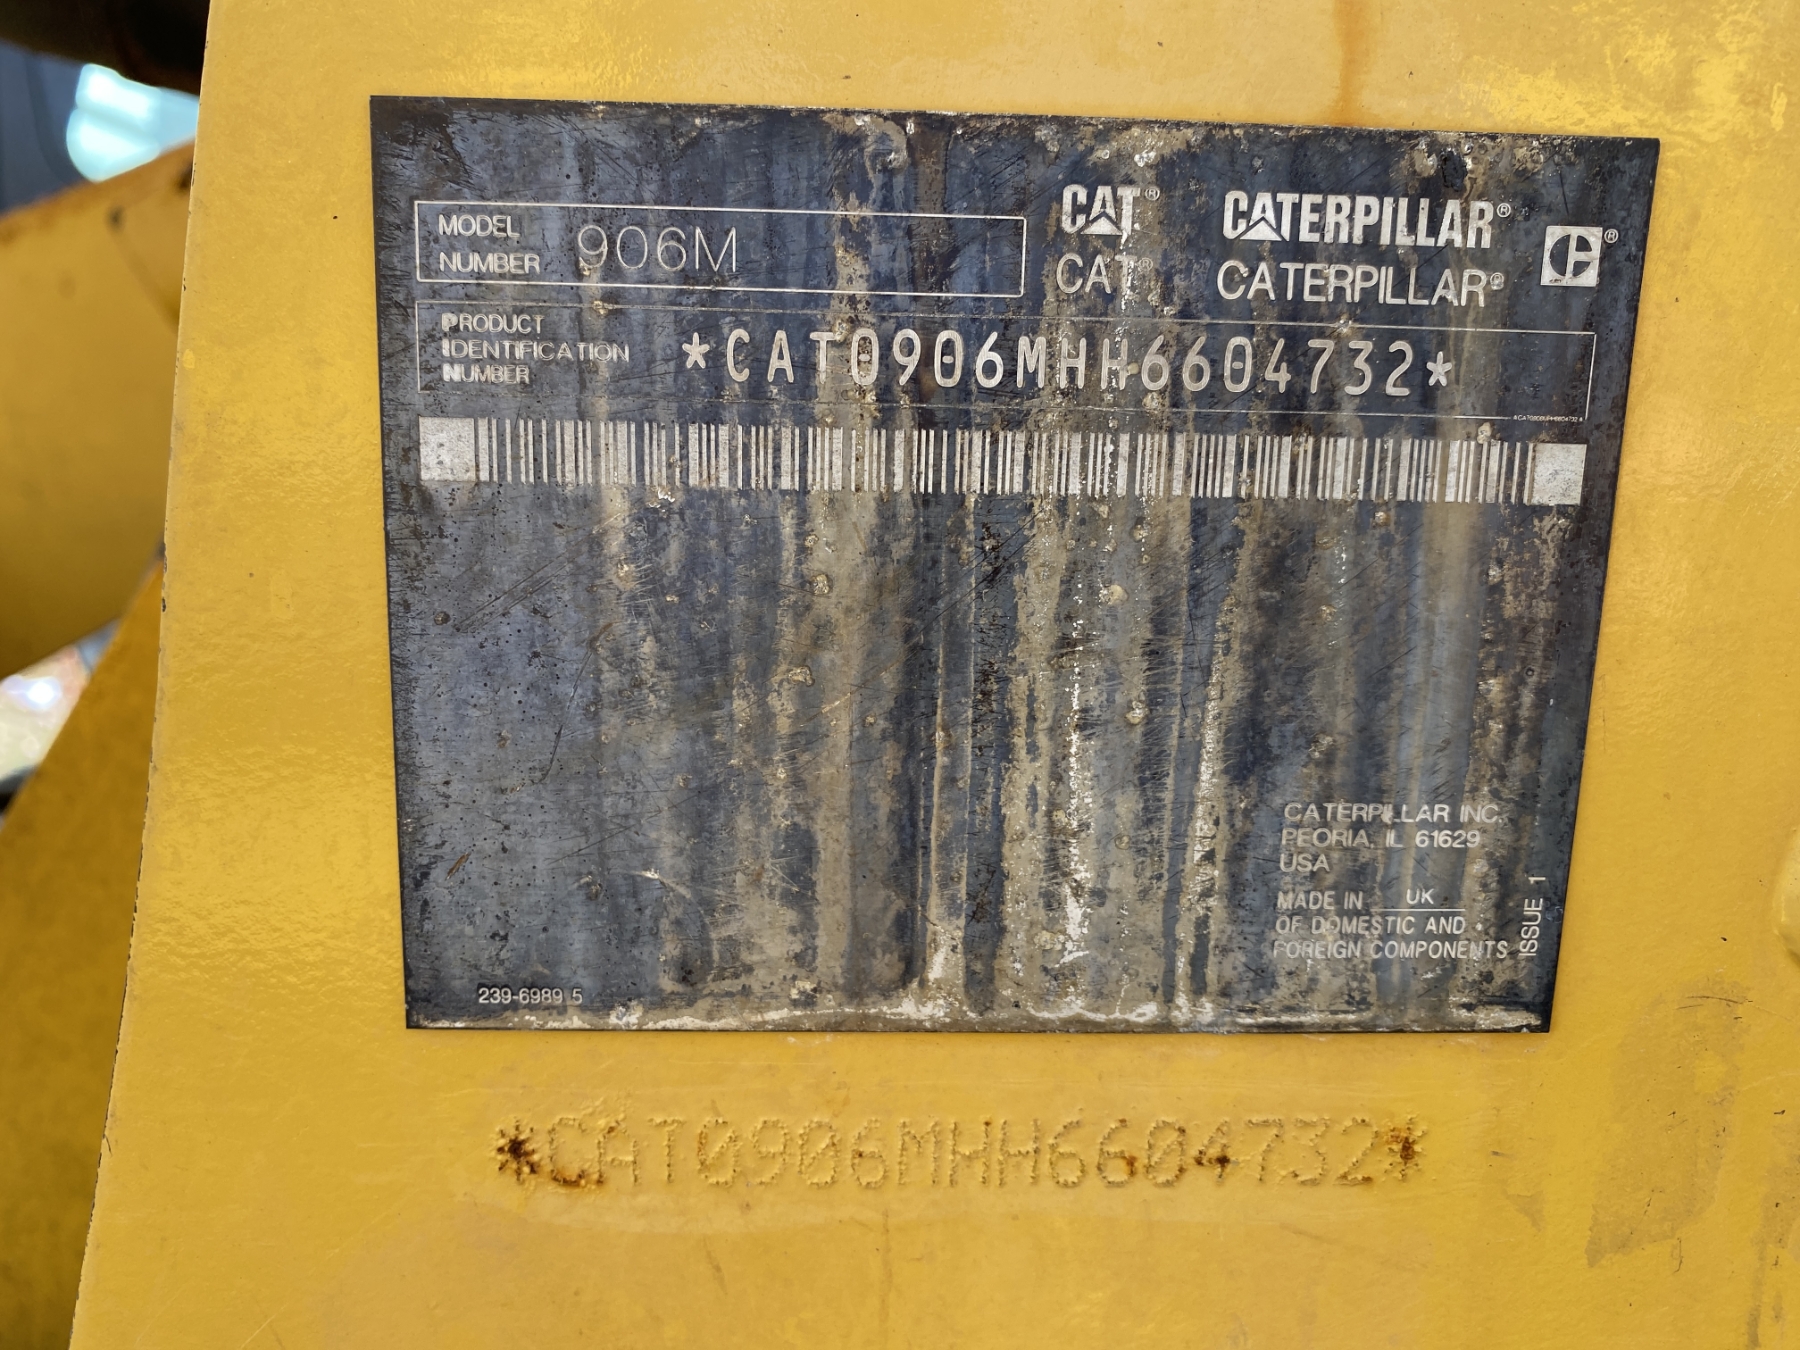 MODEL NUMBER 906M
CAT® CATERPILLAR®
CAT® CATERPILLAR®
PRODUCT IDENTIFICATION NUMBER *CAT0906MHH6604732*
CATERPILLAR INC.
PEORIA, IL 61629
USA
MADE IN UK
OF DOMESTIC AND
FOREIGN COMPONENTS
ISSUE 1
239-6989 5
*CAT0906MHH6604732*